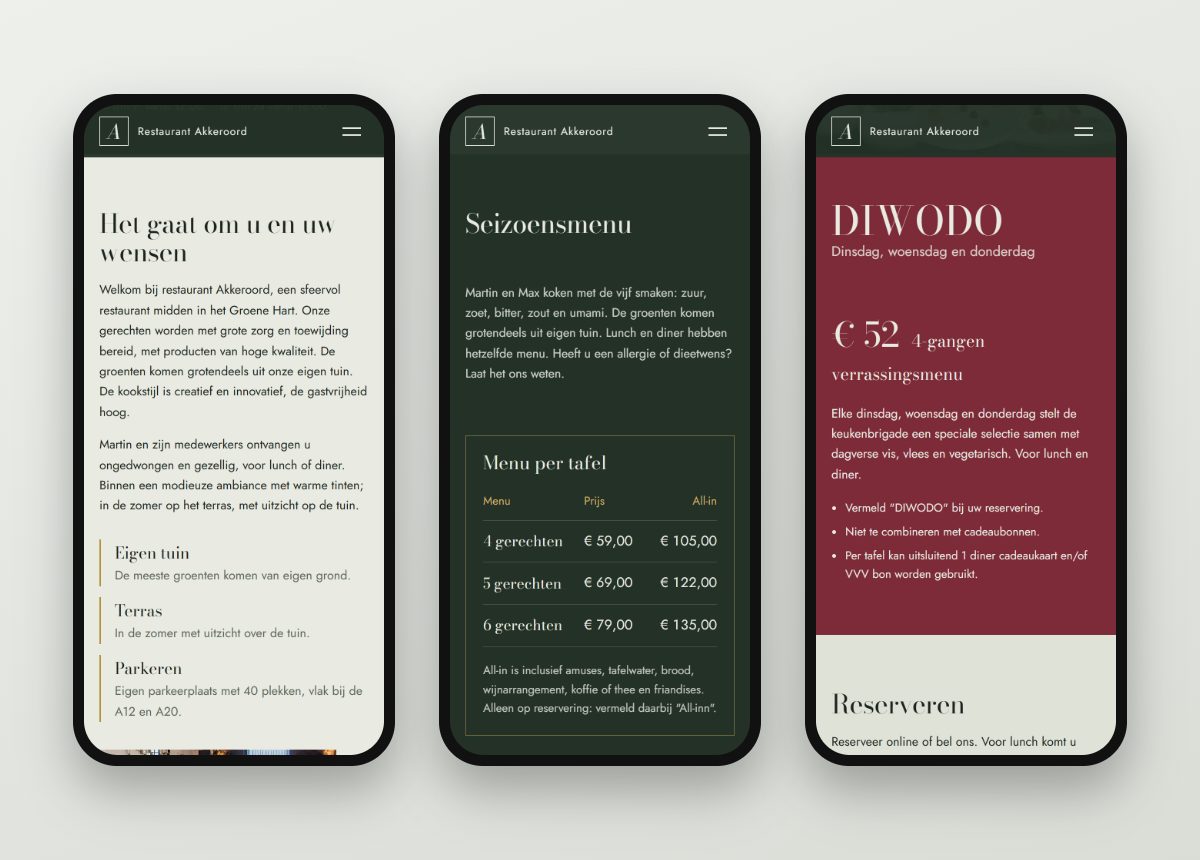 A Restaurant Akkeroord
Het gaat om u en uw
wensen
Welkom bij restaurant Akkeroord, een sfeervol
restaurant midden in het Groene Hart. Onze
gerechten worden met grote zorg en toewijding
bereid, met producten van hoge kwaliteit. De
groenten komen grotendeels uit onze eigen tuin.
De kookstijl is creatief en innovatief, de gastvrijheid
hoog.
Martin en zijn medewerkers ontvangen u
ongedwongen en gezellig, voor lunch of diner.
Binnen een modieuze ambiance met warme tinten;
in de zomer op het terras, met uitzicht op de tuin.
Eigen tuin
De meeste groenten komen van eigen grond.
Terras
In de zomer met uitzicht over de tuin.
Parkeren
Eigen parkeerplaats met 40 plekken, vlak bij de
A12 en A20.
A Restaurant Akkeroord
Seizoensmenu
Martin en Max koken met de vijf smaken: zuur,
zoet, bitter, zout en umami. De groenten komen
grotendeels uit eigen tuin. Lunch en diner hebben
hetzelfde menu. Heeft u een allergie of dieetwens?
Laat het ons weten.
Menu per tafel
Menu Prijs All-in
4 gerechten € 59,00 € 105,00
5 gerechten € 69,00 € 122,00
6 gerechten € 79,00 € 135,00
All-in is inclusief amuses, tafelwater, brood,
wijnarrangement, koffie of thee en friandises.
Alleen op reservering: vermeld daarbij "All-inn".
A Restaurant Akkeroord
DIWODO
Dinsdag, woensdag en donderdag
€ 52 4-gangen
verrassingsmenu
Elke dinsdag, woensdag en donderdag stelt de
keukenbrigade een speciale selectie samen met
dagverse vis, vlees en vegetarisch. Voor lunch en
diner.
• Vermeld "DIWODO" bij uw reservering.
• Niet te combineren met cadeaubonnen.
• Per tafel kan uitsluitend 1 diner cadeaukaart en/of
VVV bon worden gebruikt.
Reserveren
Reserveer online of bel ons. Voor lunch komt u